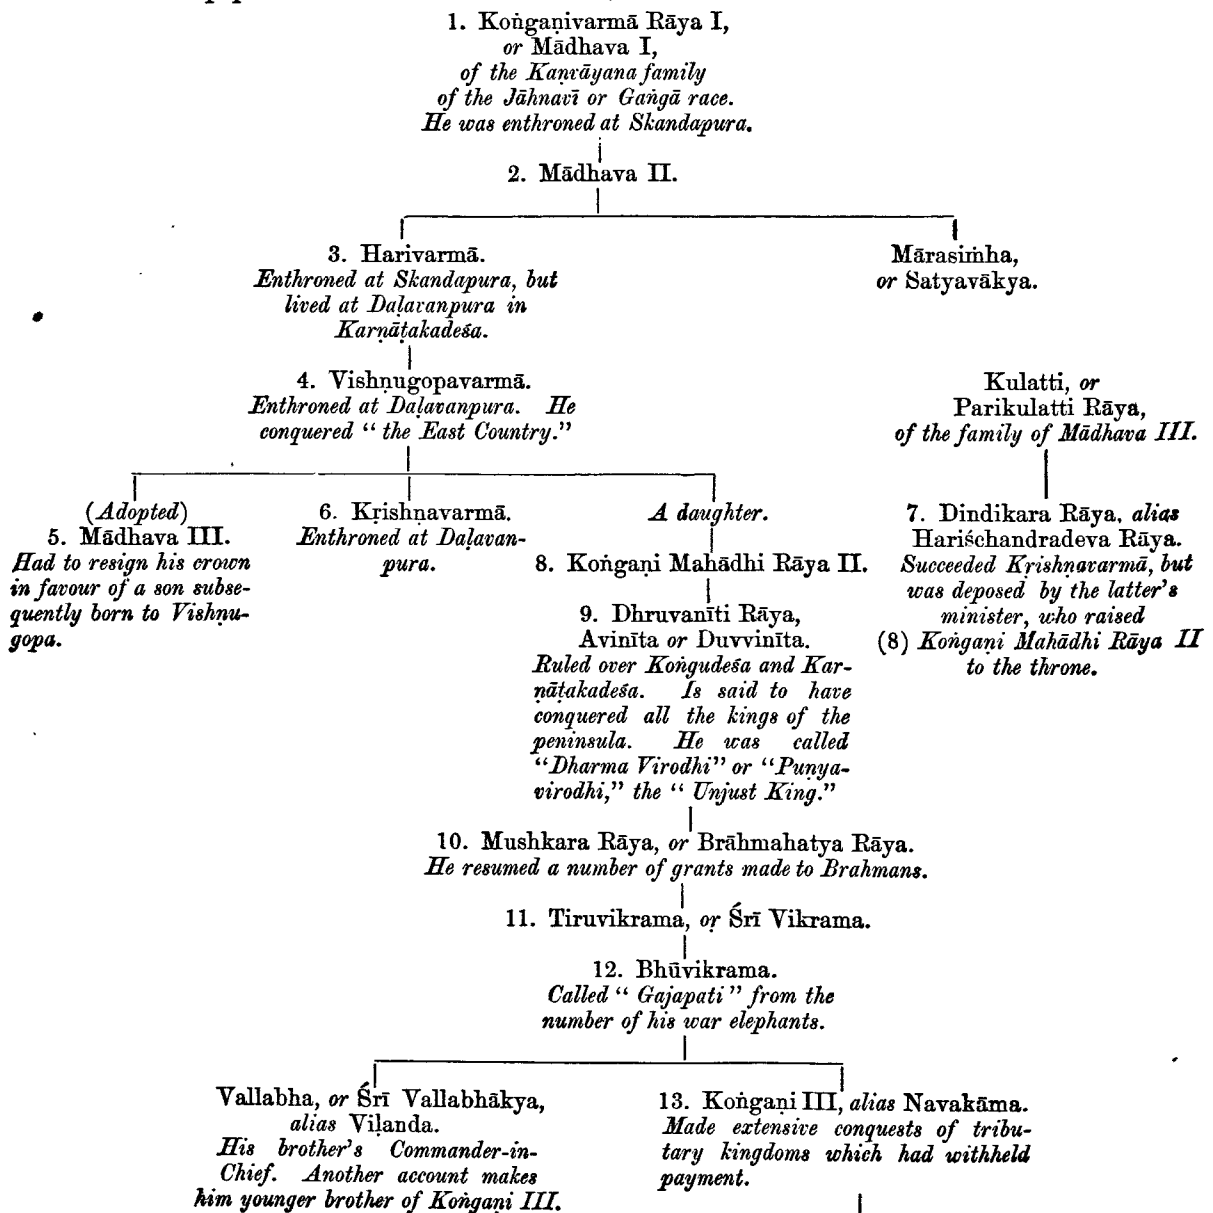 1. Koṅgaṇivarmā Rāya I,
or Mādhava I,
of the Kaṇvāyana family
of the Jāhnavī or Gaṅgā race.
He was enthroned at Skandapura.
2. Mādhava II.
3. Harivarmā.
Enthroned at Skandapura, but
lived at Daḷavanpura in
Karṇāṭakadeśa.
Mārasiṁha,
or Satyavākya.
4. Vishṇugopavarmā.
Enthroned at Daḷavanpura. He
conquered “the East Country.”
Kulatti, or
Parikulatti Rāya,
of the family of Mādhava III.
(Adopted)
5. Mādhava III.
Had to resign his crown
in favour of a son subse-
quently born to Vishṇu-
gopa.
6. Kṛishṇavarmā.
Enthroned at Daḷavan-
pura.
A daughter.
8. Koṅgaṇi Mahādhi Rāya II.
9. Dhruvanīti Rāya,
Avinīta or Duvvinīta.
Ruled over Koṅgudeśa and Kar-
ṇāṭakadeśa. Is said to have
conquered all the kings of the
peninsula. He was called
“Dharma Virodhi” or “Puṇya-
virodhi,” the “Unjust King.”
7. Dindikara Rāya, alias
Hariśchandradeva Rāya.
Succeeded Kṛishṇavarmā, but
was deposed by the latter’s
minister, who raised
(8) Koṅgaṇi Mahādhi Rāya II
to the throne.
10. Mushkara Rāya, or Brāhmahatya Rāya.
He resumed a number of grants made to Brahmans.
11. Tiruvikrama, or Śrī Vikrama.
12. Bhūvikrama.
Called “Gajapati” from the
number of his war elephants.
Vallabha, or Śrī Vallabhākya,
alias Viḷanda.
His brother’s Commander-in-
Chief. Another account makes
him younger brother of Koṅgaṇi III.
13. Koṅgaṇi III, alias Navakāma.
Made extensive conquests of tribu-
tary kingdoms which had withheld
payment.